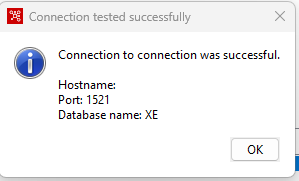 Connection tested successfully
Connection to connection was successful.
Hostname:
Port: 1521
Database name: XE
OK